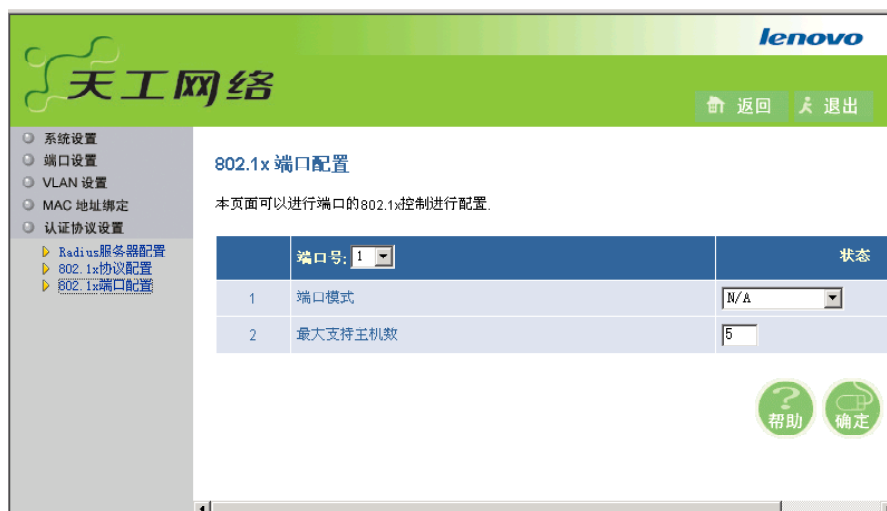 lenovo
天工网络
返回 退出
系统设置
端口设置
VLAN 设置
MAC 地址绑定
认证协议设置
Radius服务器配置
802.1x协议配置
802.1x端口配置
802.1x 端口配置
本页面可以进行端口的802.1x控制进行配置.
端口号: 1 状态
1 端口模式 N/A
2 最大支持主机数 5
帮助 确定